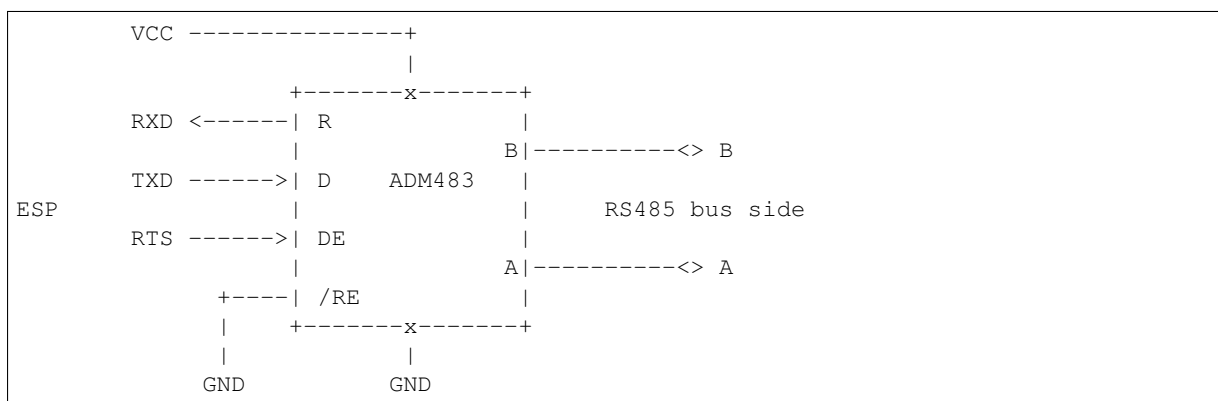 VCC ---------------+
|
+-------x-------+
RXD <------| R |
| B|----------<> B
TXD ------>| D ADM483 |
ESP | | RS485 bus side
RTS ------>| DE |
| A|----------<> A
+----| /RE |
| +-------x-------+
| |
GND GND